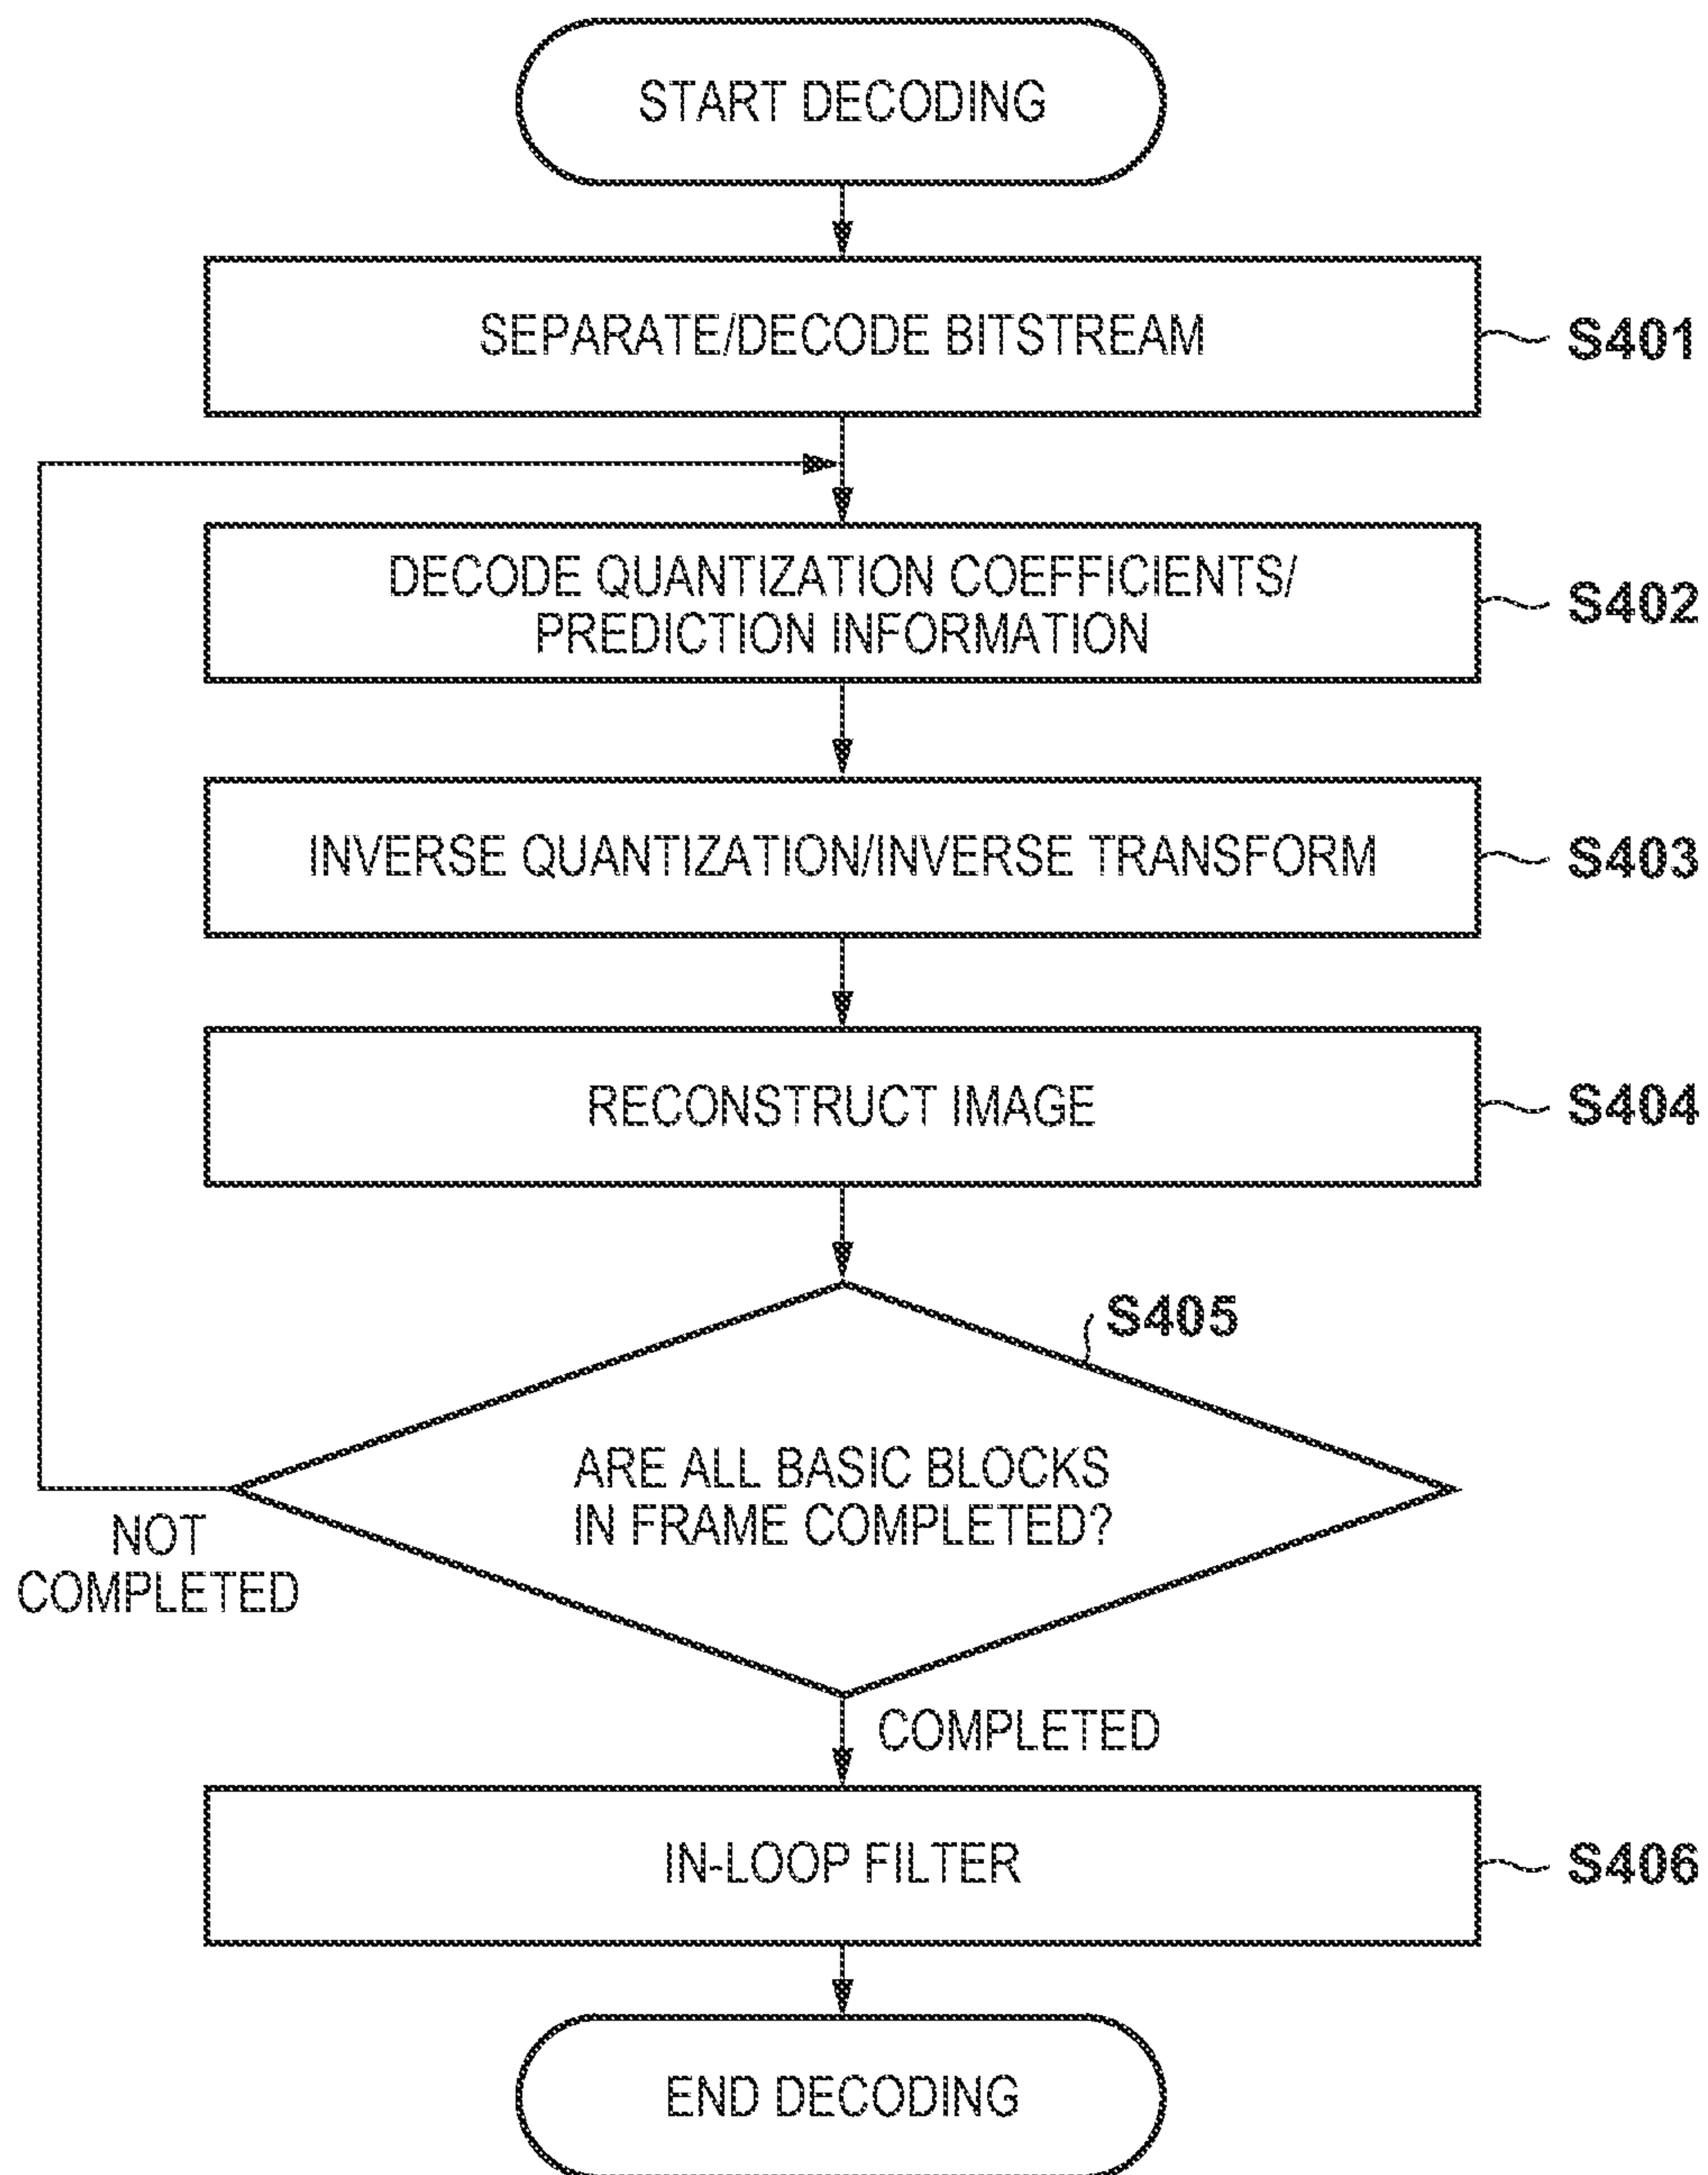 START DECODING
SEPARATE/DECODE BITSTREAM
S401
DECODE QUANTIZATION COEFFICIENTS/
PREDICTION INFORMATION
S402
INVERSE QUANTIZATION/INVERSE TRANSFORM
S403
RECONSTRUCT IMAGE
S404
S405
ARE ALL BASIC BLOCKS
IN FRAME COMPLETED?
NOT
COMPLETED
COMPLETED
IN-LOOP FILTER
S406
END DECODING